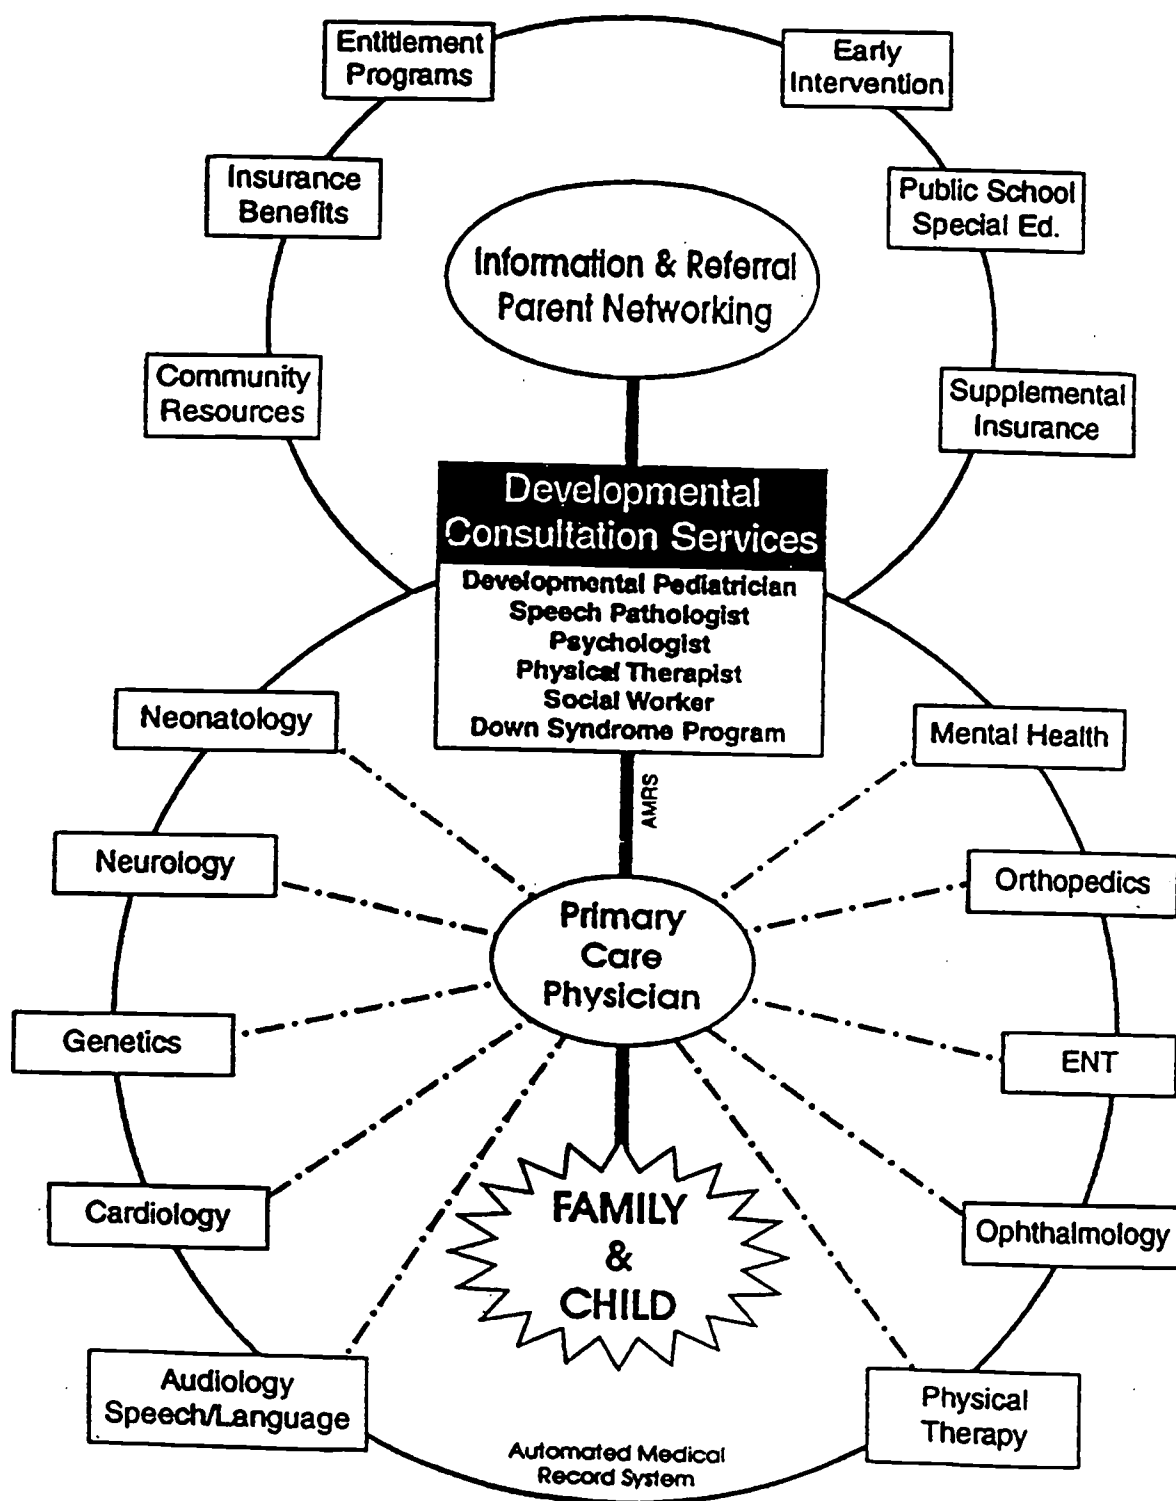 Entitlement
Programs
Early
Intervention
Insurance
Benefits
Public School
Special Ed.
Information & Referral
Parent Networking
Community
Resources
Supplemental
Insurance
Developmental
Consultation Services
Developmental Pediatrician
Speech Pathologist
Psychologist
Physical Therapist
Social Worker
Down Syndrome Program
Neonatology
Mental Health
AMRS
Neurology
Orthopedics
Primary
Care
Physician
Genetics
ENT
Cardiology
FAMILY
&
CHILD
Ophthalmology
Audiology
Speech/Language
Physical
Therapy
Automated Medical
Record System